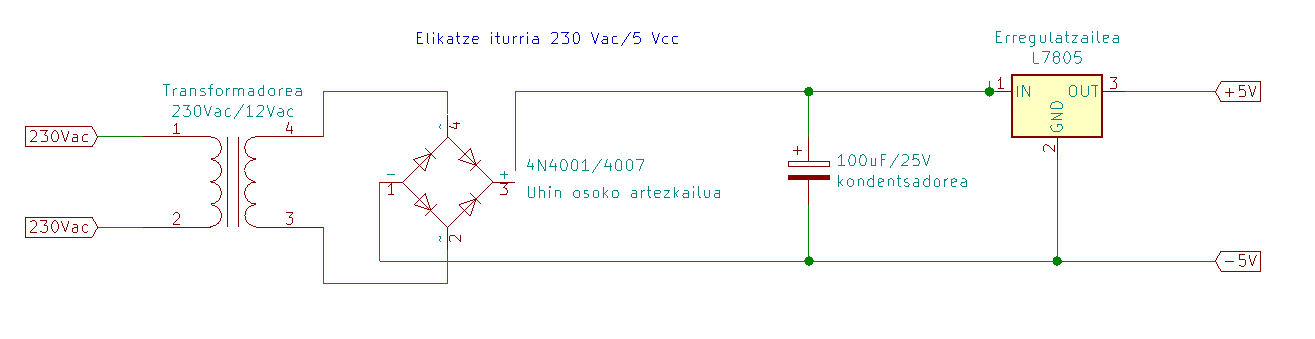 Elikatze iturria 230 Vac/5 Vcc
Transformadorea
230Vac/12Vac
230Vac
1
4
230Vac
2
3
~
4
-
1
+
3
~
2
4N4001/4007
Uhin osoko artezkailua
+
100uF/25V
kondentsadorea
Erregulatzailea
L7805
1
IN
OUT
3
GND
2
+5V
-5V